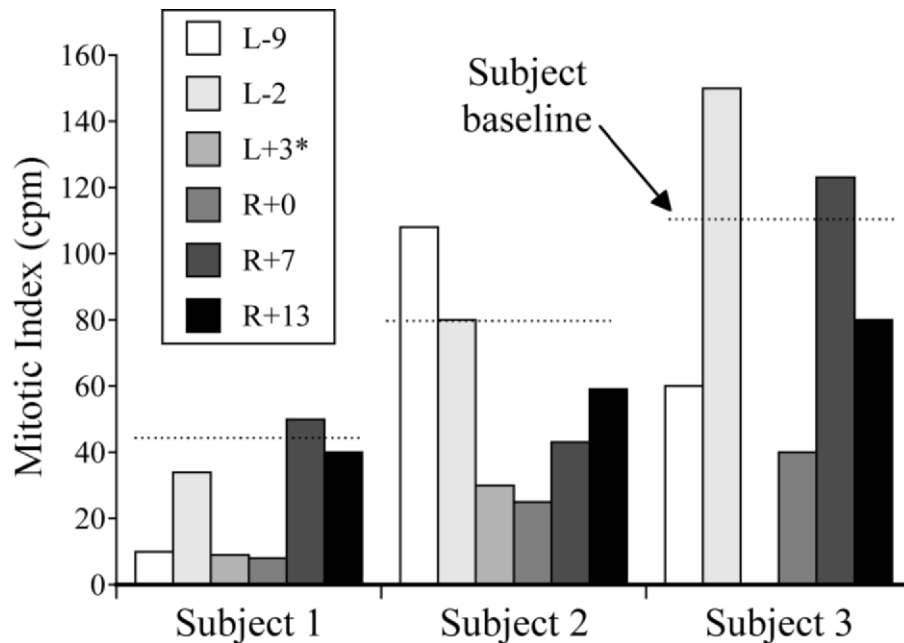 L-9
L-2
L+3*
R+0
R+7
R+13
Subject
baseline
Mitotic Index (cpm)
160
140
120
100
80
60
40
20
0
Subject 1
Subject 2
Subject 3